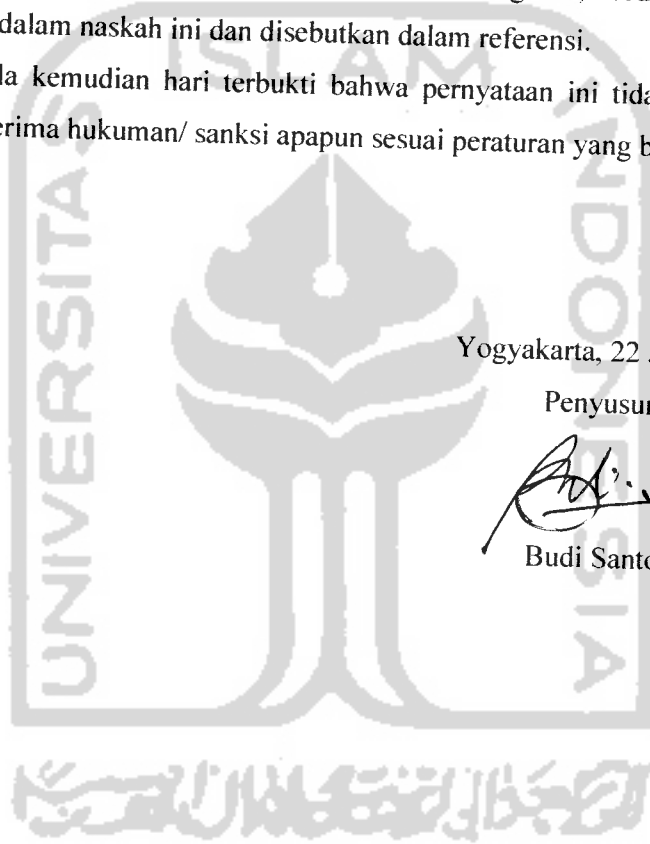 dalam naskah ini dan disebutkan dalam referensi.
la kemudian hari terbukti bahwa pernyataan ini tida
erima hukuman/ sanksi apapun sesuai peraturan yang b
Yogyakarta, 22
Penyusun
Budi Santo
ISLAM
UNIVERSITAS
INDONESIA